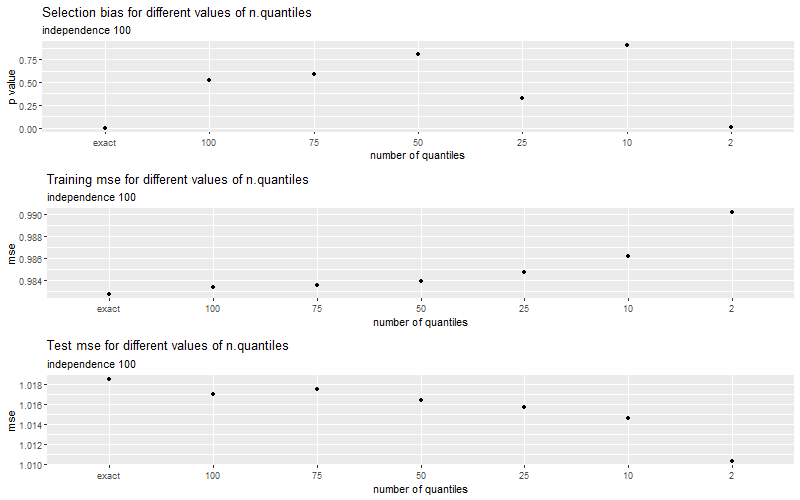 Selection bias for different values of n.quantiles
independence 100
0.75
0.50
0.25
0.00
p value
exact 100 75 50 25 10 2
number of quantiles
Training mse for different values of n.quantiles
independence 100
0.990
0.988
0.986
0.984
mse
exact 100 75 50 25 10 2
number of quantiles
Test mse for different values of n.quantiles
independence 100
1.018
1.016
1.014
1.012
1.010
mse
exact 100 75 50 25 10 2
number of quantiles